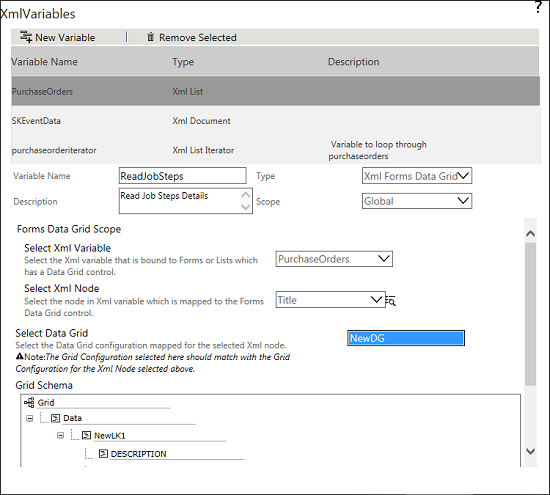 ?
XmlVariables
New Variable | Remove Selected
Variable Name Type Description
PurchaseOrders Xml List
SKEventData Xml Document
purchaseorderiterator Xml List Iterator Variable to loop through
purchaseorders
Variable Name ReadJobSteps Type Xml Forms Data Grid
Description Read Job Steps Details Scope Global
Forms Data Grid Scope
Select Xml Variable
Select the Xml variable that is bound to Forms or Lists which
has a Data Grid control.
PurchaseOrders
Select Xml Node
Select the node in Xml variable which is mapped to the Forms
Data Grid control.
Title
Select Data Grid
Select the Data Grid configuration mapped for the selected Xml node.
Note:The Grid Configuration selected here should match with the Grid
Configuration for the Xml Node selected above.
NewDG
Grid Schema
Grid
Data
NewLK1
DESCRIPTION